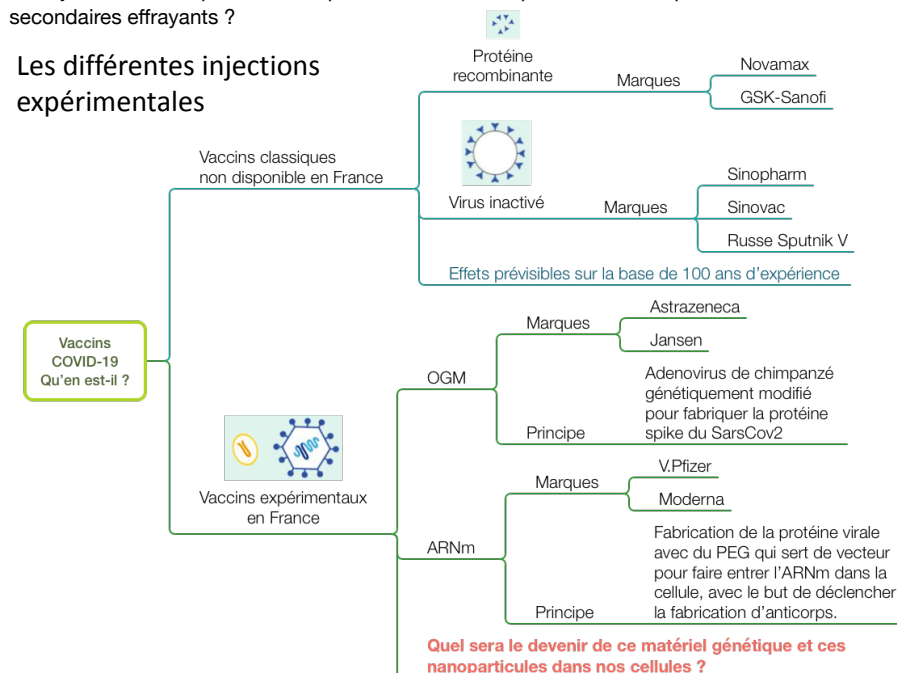 secondaires effrayants ?
Les différentes injections
expérimentales
Protéine
recombinante
Marques
Novamax
GSK-Sanofi
Vaccins classiques
non disponible en France
Virus inactivé
Marques
Sinopharm
Sinovac
Russe Sputnik V
Effets prévisibles sur la base de 100 ans d'expérience
Vaccins
COVID-19
Qu'en est-il ?
Marques
Astrazeneca
Jansen
OGM
Principe
Adenovirus de chimpanzé
génétiquement modifié
pour fabriquer la protéine
spike du SarsCov2
Vaccins expérimentaux
en France
Marques
V.Pfizer
Moderna
ARNm
Principe
Fabrication de la protéine virale
avec du PEG qui sert de vecteur
pour faire entrer l'ARNm dans la
cellule, avec le but de déclencher
la fabrication d'anticorps.
Quel sera le devenir de ce matériel génétique et ces
nanoparticules dans nos cellules ?